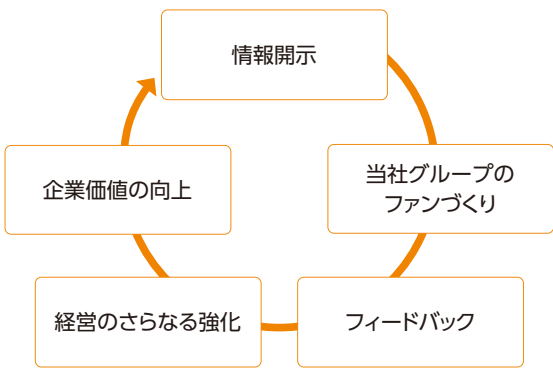 情報開示
当社グループの
ファンづくり
フィードバック
経営のさらなる強化
企業価値の向上